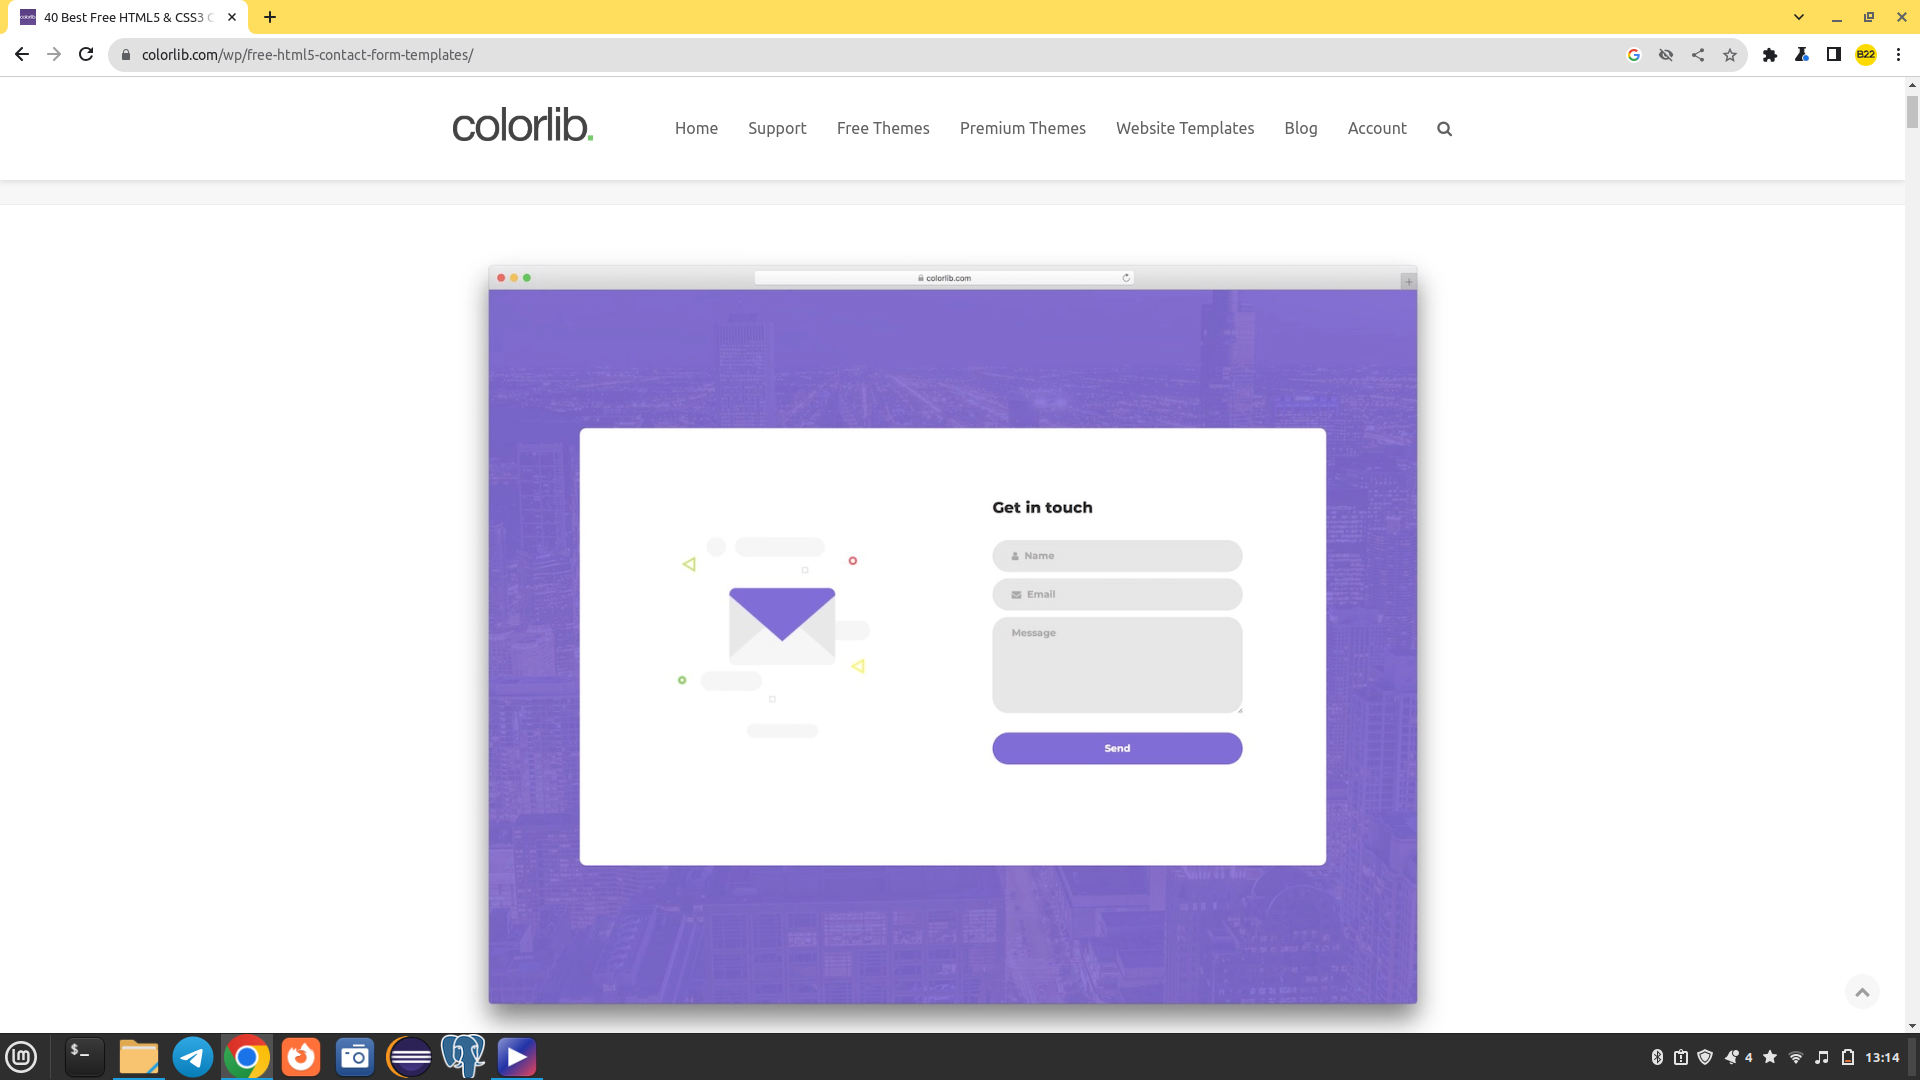 40 Best Free HTML5 & CSS3 C
colorlib.com/wp/free-html5-contact-form-templates/
B22
colorlib.
Home Support Free Themes Premium Themes Website Templates Blog Account
colorlib.com
Get in touch
Name
Email
Message
Send
4
13:14